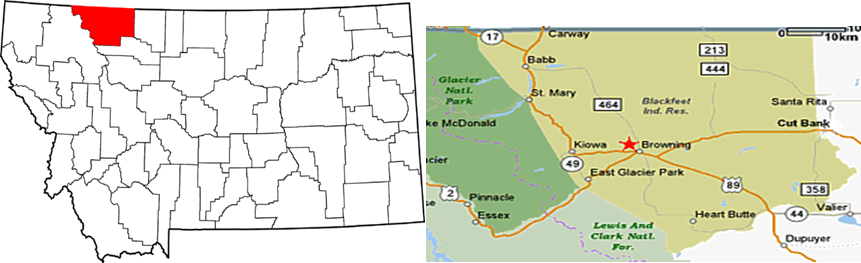 17
Carway
0
10
10km
Babb
213
444
Glacier
Natl.
Park
St. Mary
464
Blackfeet
Ind. Res.
Santa Rita
ke McDonald
Cut Bank
Kiowa
Browning
acier
49
East Glacier Park
2
Pinnacle
89
358
Essex
Heart Butte
44
Valier
Lewis And
Clark Natl.
For.
Dupuyer